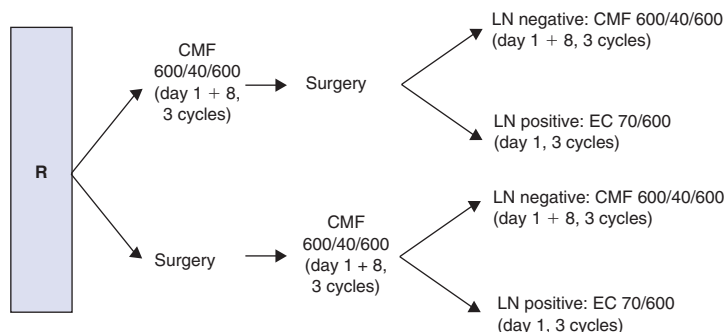 R
CMF
600/40/600
(day 1 + 8,
3 cycles)
Surgery
LN negative: CMF 600/40/600
(day 1 + 8, 3 cycles)
LN positive: EC 70/600
(day 1, 3 cycles)
Surgery
CMF
600/40/600
(day 1 + 8,
3 cycles)
LN negative: CMF 600/40/600
(day 1 + 8, 3 cycles)
LN positive: EC 70/600
(day 1, 3 cycles)